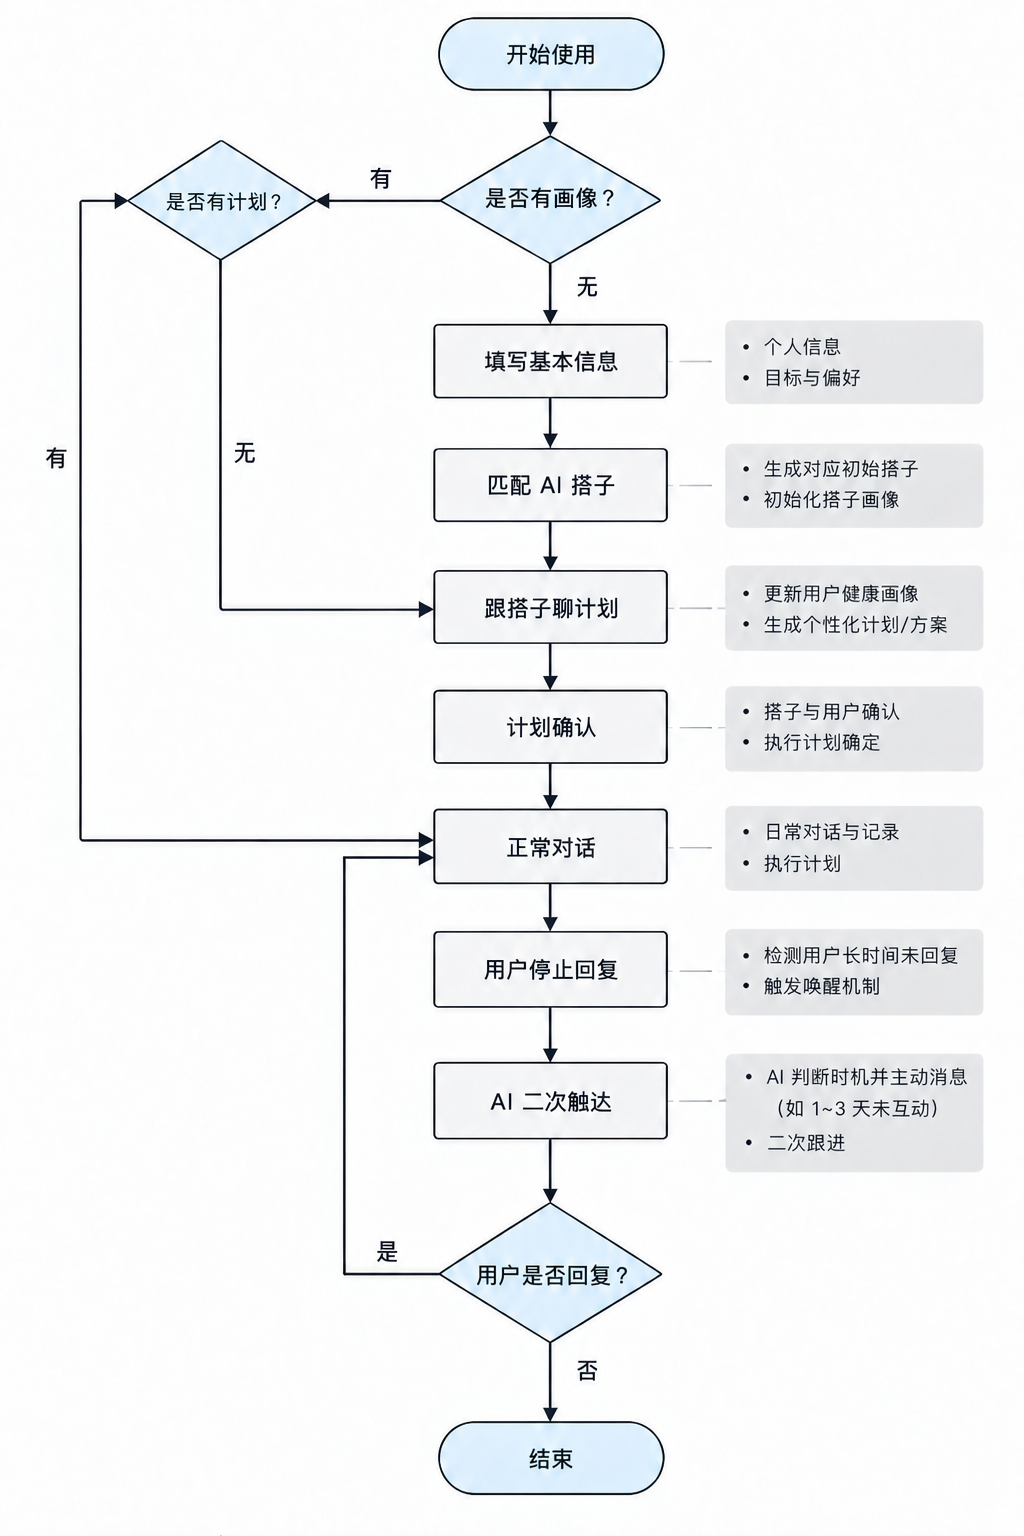 开始使用
是否有计划？
有
是否有画像？
无
填写基本信息
• 个人信息
• 目标与偏好
有
无
匹配 AI 搭子
• 生成对应初始搭子
• 初始化搭子画像
跟搭子聊计划
• 更新用户健康画像
• 生成个性化计划/方案
计划确认
• 搭子与用户确认
• 执行计划确定
正常对话
• 日常对话与记录
• 执行计划
用户停止回复
• 检测用户长时间未回复
• 触发唤醒机制
AI 二次触达
• AI 判断时机并主动消息
（如 1~3 天未互动）
• 二次跟进
是
用户是否回复？
否
结束